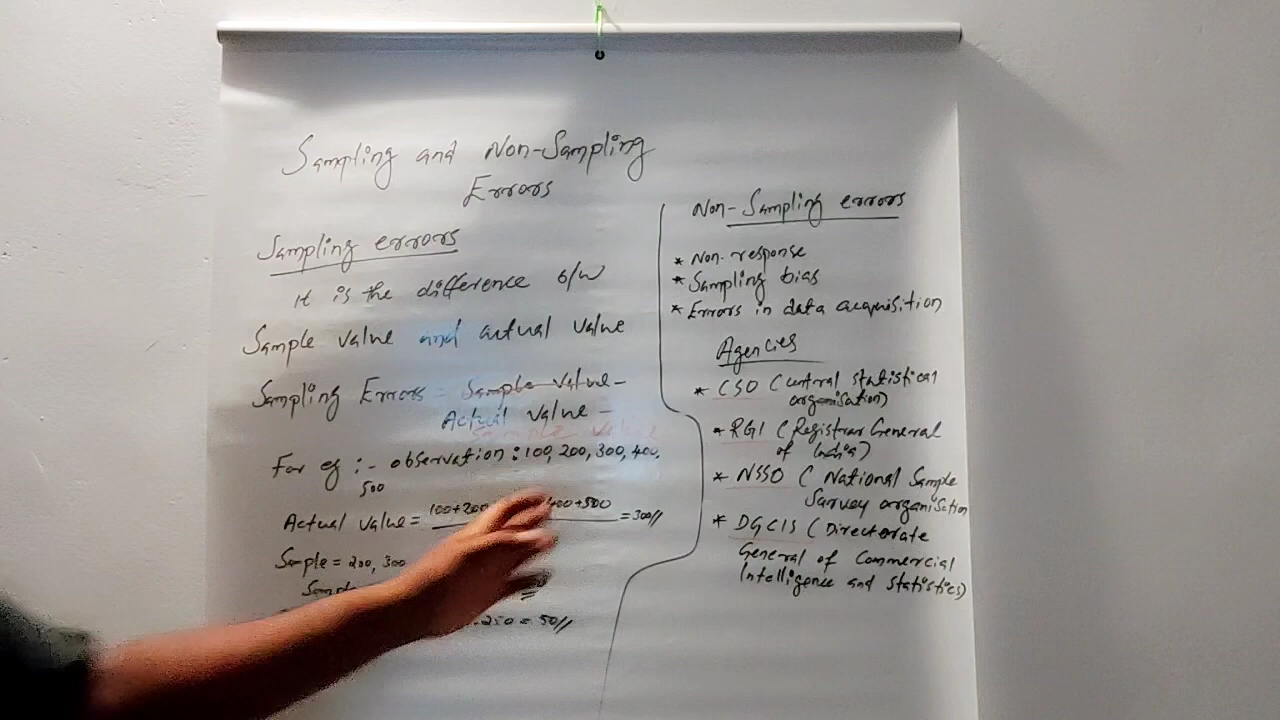 Sampling and Non-Sampling
Errors
Sampling errors
It is the difference b/w
Sample value and actual value
Sampling Errors = Sample value -
Actual value -
Sample value
For eg :- observation : 100, 200, 300, 400,
500
Actual value = 100+200 400+500 = 300//
Sample = 200, 300
Sample
250 = 50//
Non-Sampling errors
* Non-response
* Sampling bias
* Errors in data acquisition
Agencies
* CSO (Central Statistical
organisation)
* RGI (Registrar General
of India)
* NSSO (National Sample
Survey organisation
* DGCIS (Directorate
General of Commercial
Intelligence and Statistics)